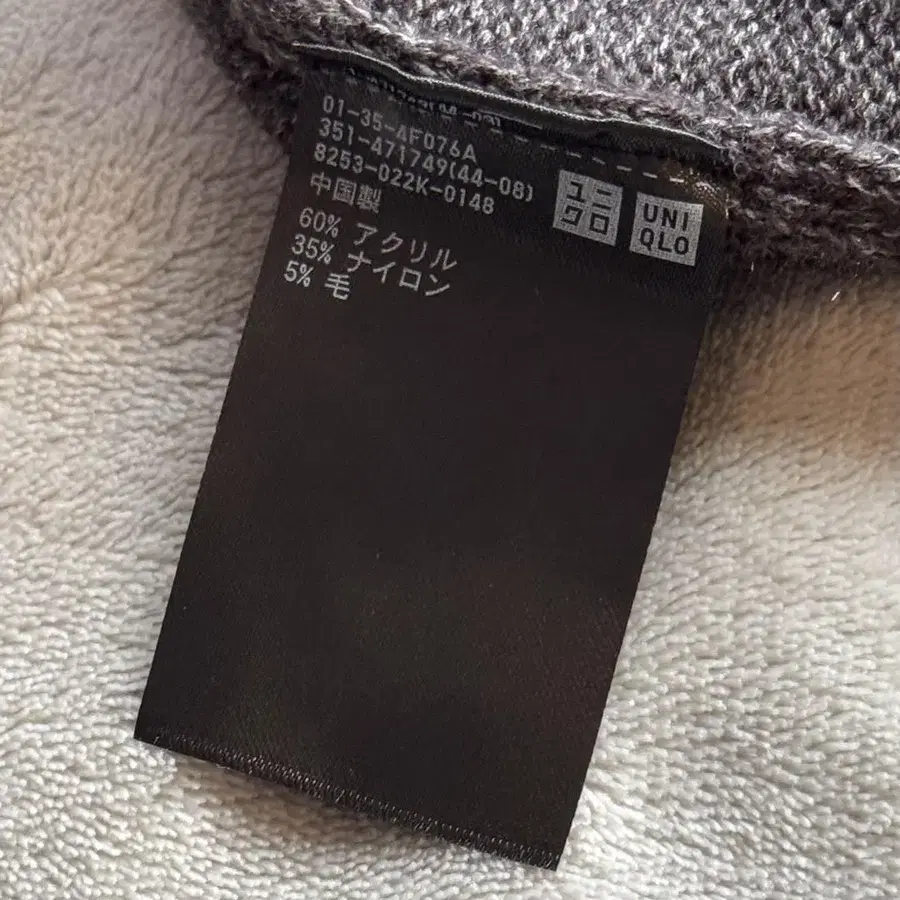 01-35-4F076A
351-471749(44-08)
8253-022K-0148
中国製
60% アクリル
35% ナイロン
5% 毛
ユニ
クロ
UNI
QLO